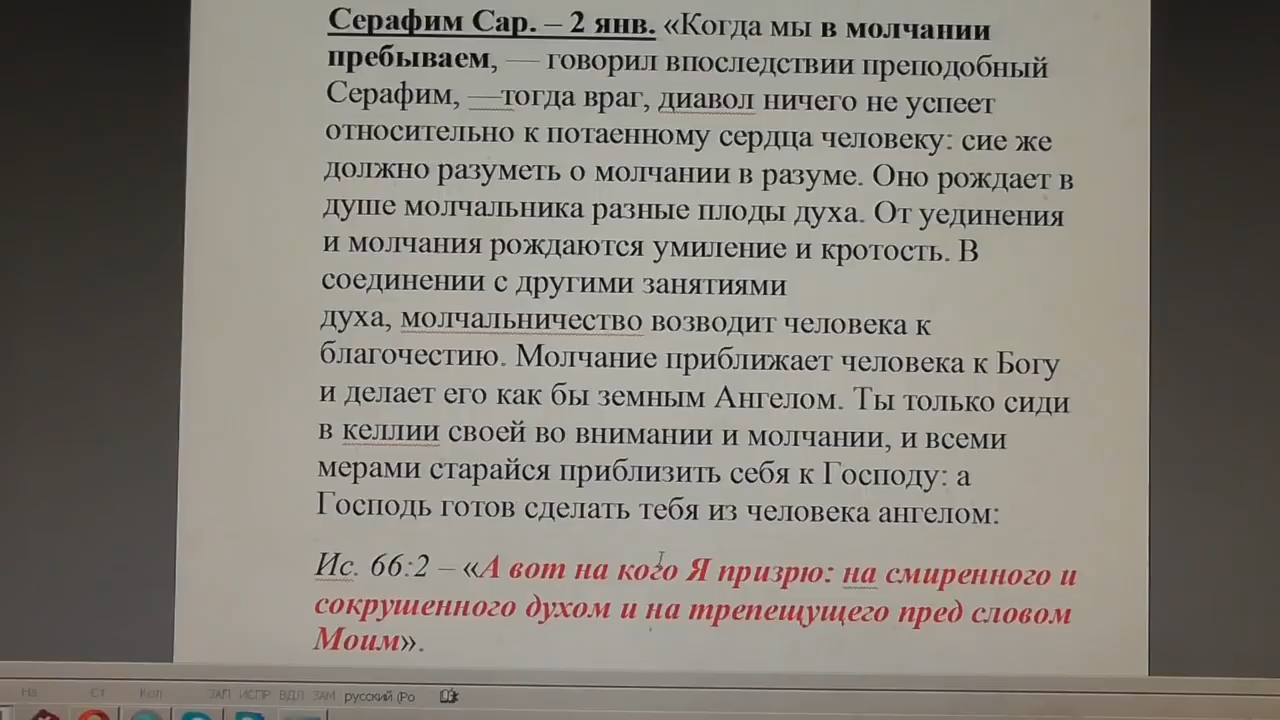 Серафим Сар. – 2 янв. «Когда мы в молчании
пребываем, — говорил впоследствии преподобный
Серафим, —тогда враг, диавол ничего не успеет
относительно к потаенному сердца человеку: сие же
должно разуметь о молчании в разуме. Оно рождает в
душе молчальника разные плоды духа. От уединения
и молчания рождаются умиление и кротость. В
соединении с другими занятиями
духа, молчальничество возводит человека к
благочестию. Молчание приближает человека к Богу
и делает его как бы земным Ангелом. Ты только сиди
в келлии своей во внимании и молчании, и всеми
мерами старайся приблизить себя к Господу: а
Господь готов сделать тебя из человека ангелом:
Ис. 66:2 – «А вот на кого Я призрю: на смиренного и
сокрушенного духом и на трепещущего пред словом
Моим».
На Ст Кол ЗАП ИСПР ВДЛ ЗАМ русский (Ро